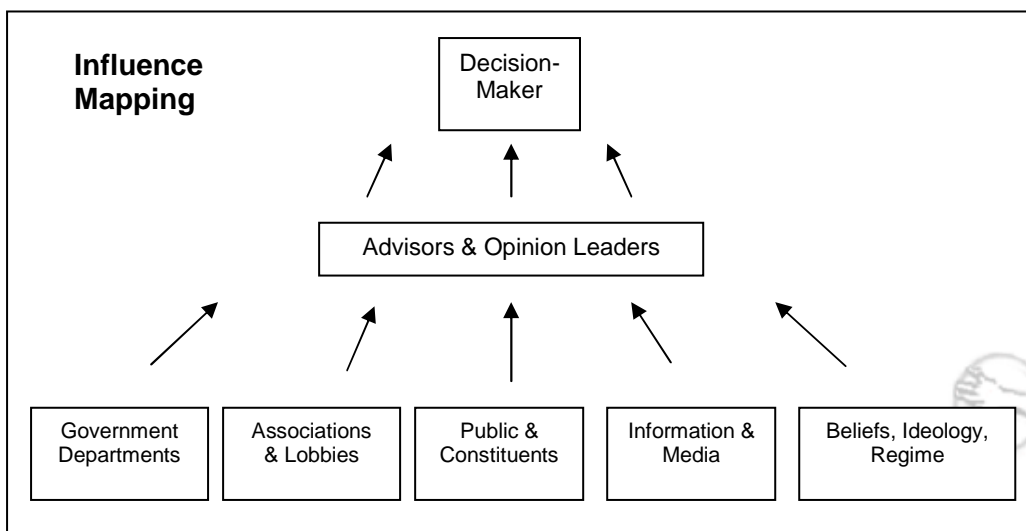 Influence
Mapping
Decision-
Maker
Advisors & Opinion Leaders
Government
Departments
Associations
& Lobbies
Public &
Constituents
Information &
Media
Beliefs, Ideology,
Regime